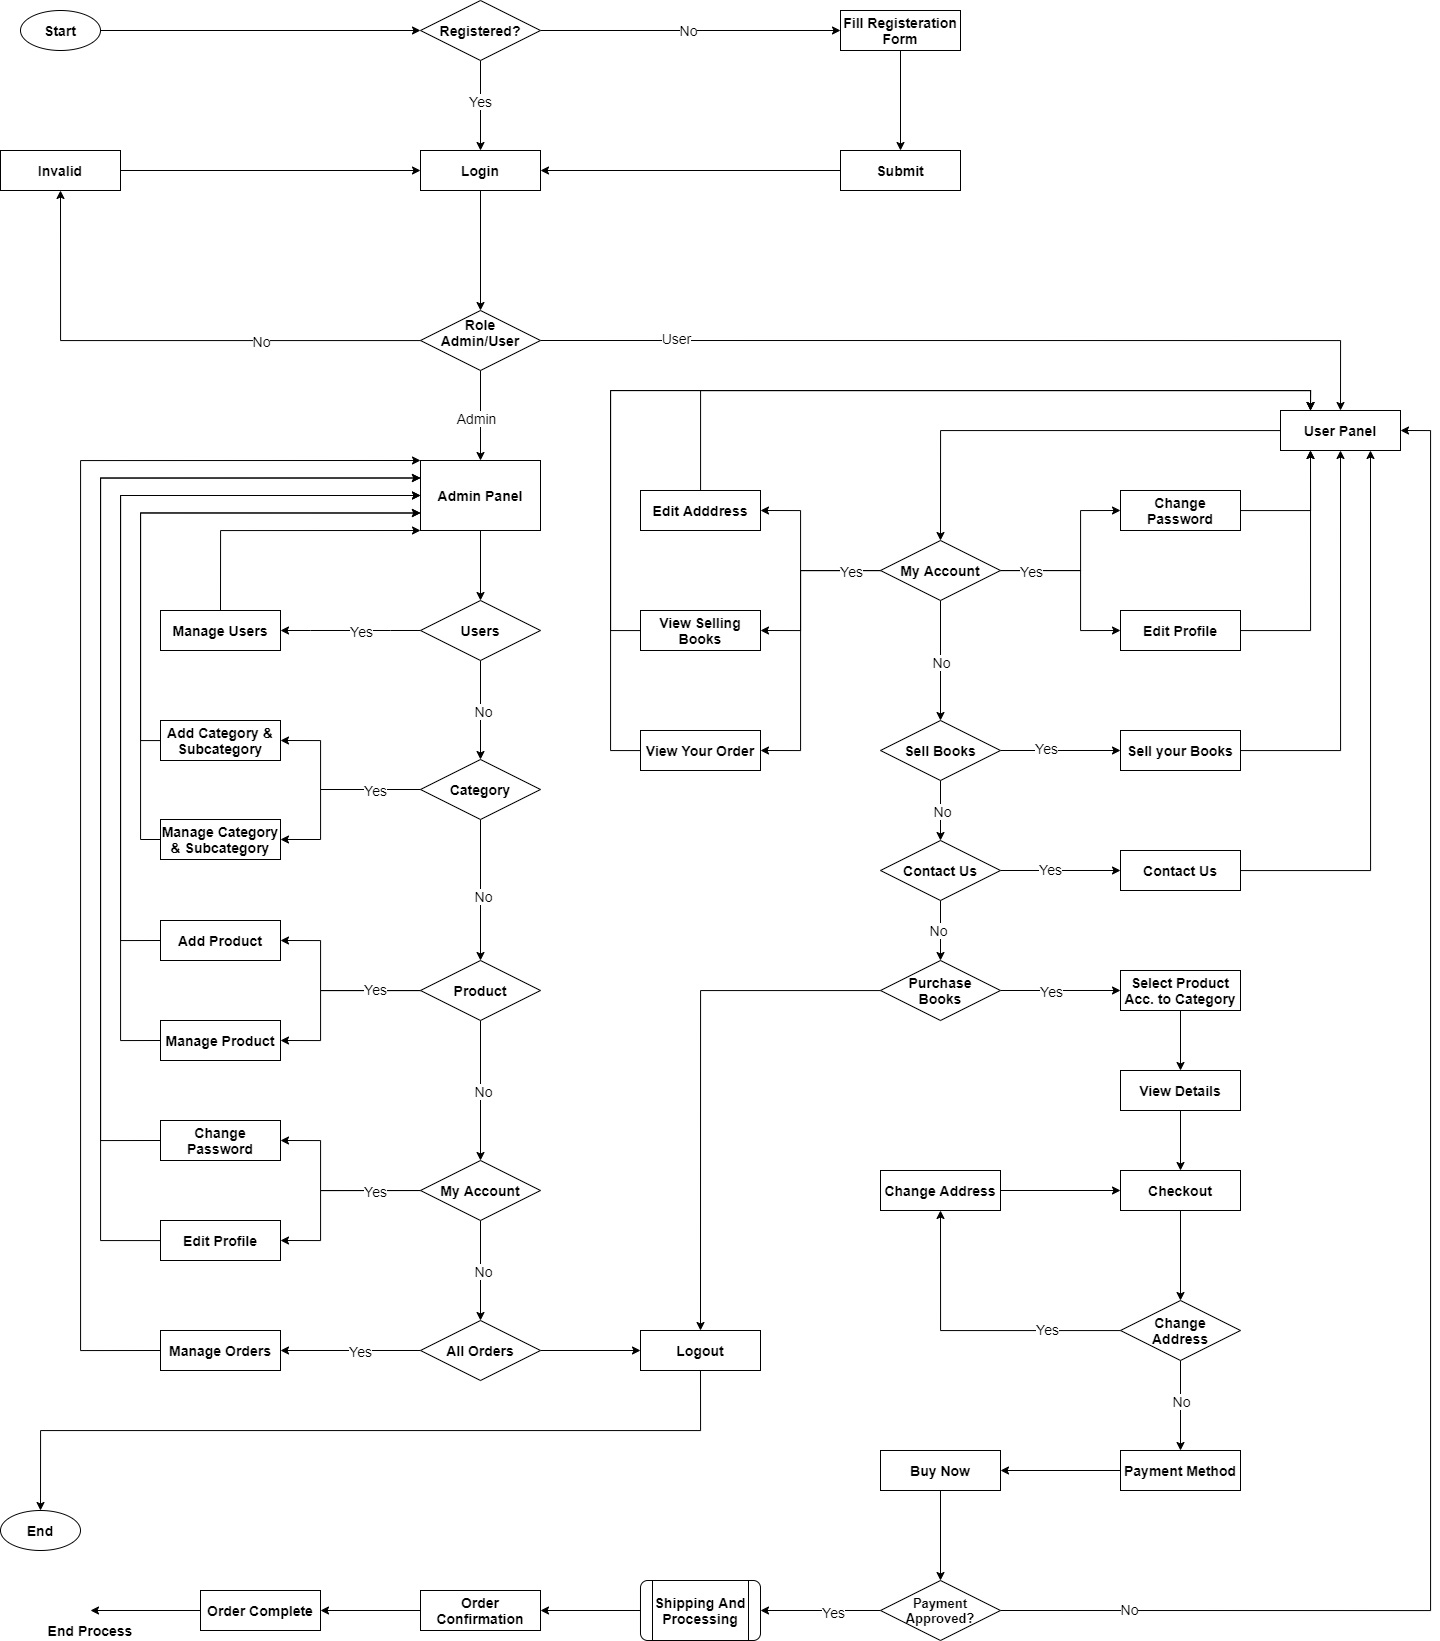 Start
Registered?
No
Fill Registeration
Form
Yes
Invalid
Login
Submit
Role
Admin/User
No
User
Admin
User Panel
Admin Panel
Edit Adddress
Change
Password
Yes
My Account
Yes
Manage Users
Yes
Users
View Selling
Books
Edit Profile
No
No
Add Category &
Subcategory
View Your Order
Sell Books
Yes
Sell your Books
Yes
Category
No
Manage Category
& Subcategory
Contact Us
Yes
Contact Us
No
No
Add Product
Yes
Product
Purchase
Books
Yes
Select Product
Acc. to Category
Manage Product
No
View Details
Change
Password
Yes
My Account
Change Address
Checkout
Edit Profile
No
Manage Orders
Yes
All Orders
Logout
Yes
Change
Address
No
Buy Now
Payment Method
End
Order Complete
Order
Confirmation
Shipping And
Processing
Yes
Payment
Approved?
No
End Process